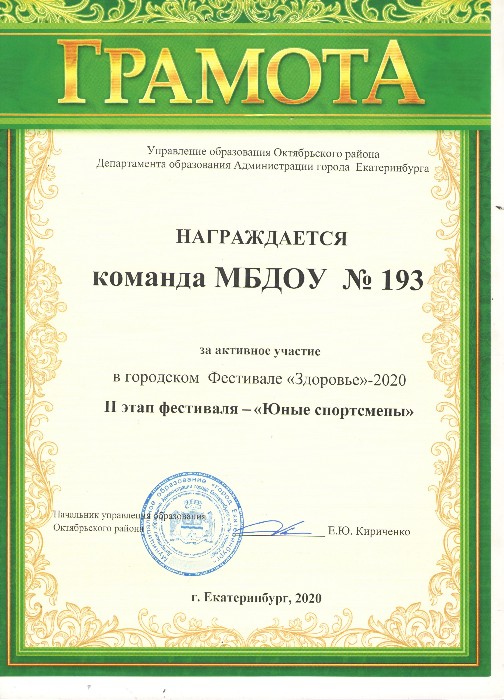 ГРАМОТА
Управление образования Октябрьского района
Департамента образования Администрации города Екатеринбурга
НАГРАЖДАЕТСЯ
команда МБДОУ № 193
за активное участие
в городском Фестивале «Здоровье»-2020
II этап фестиваля – «Юные спортсмены»
Начальник управления образования
Октябрьского района
Е.Ю. Кириченко
г. Екатеринбург, 2020